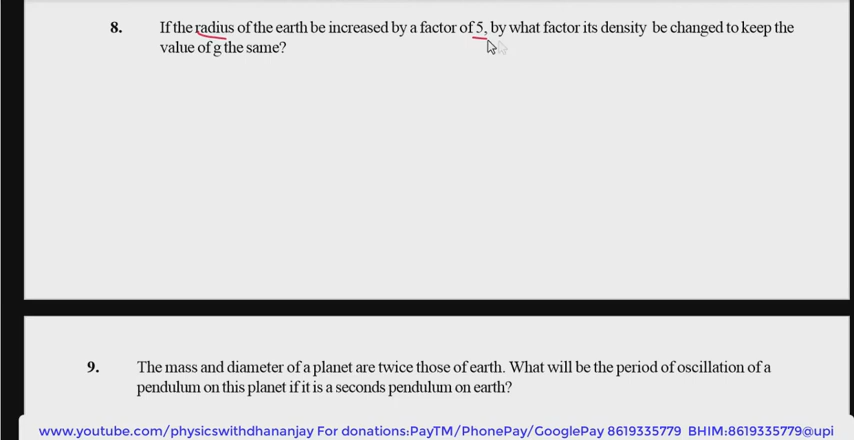 8. If the radius of the earth be increased by a factor of 5, by what factor its density be changed to keep the
value of g the same?
9. The mass and diameter of a planet are twice those of earth. What will be the period of oscillation of a
pendulum on this planet if it is a seconds pendulum on earth?
www.youtube.com/physicswithdhananjay For donations:PayTM/PhonePay/GooglePay 8619335779 BHIM:8619335779@upi